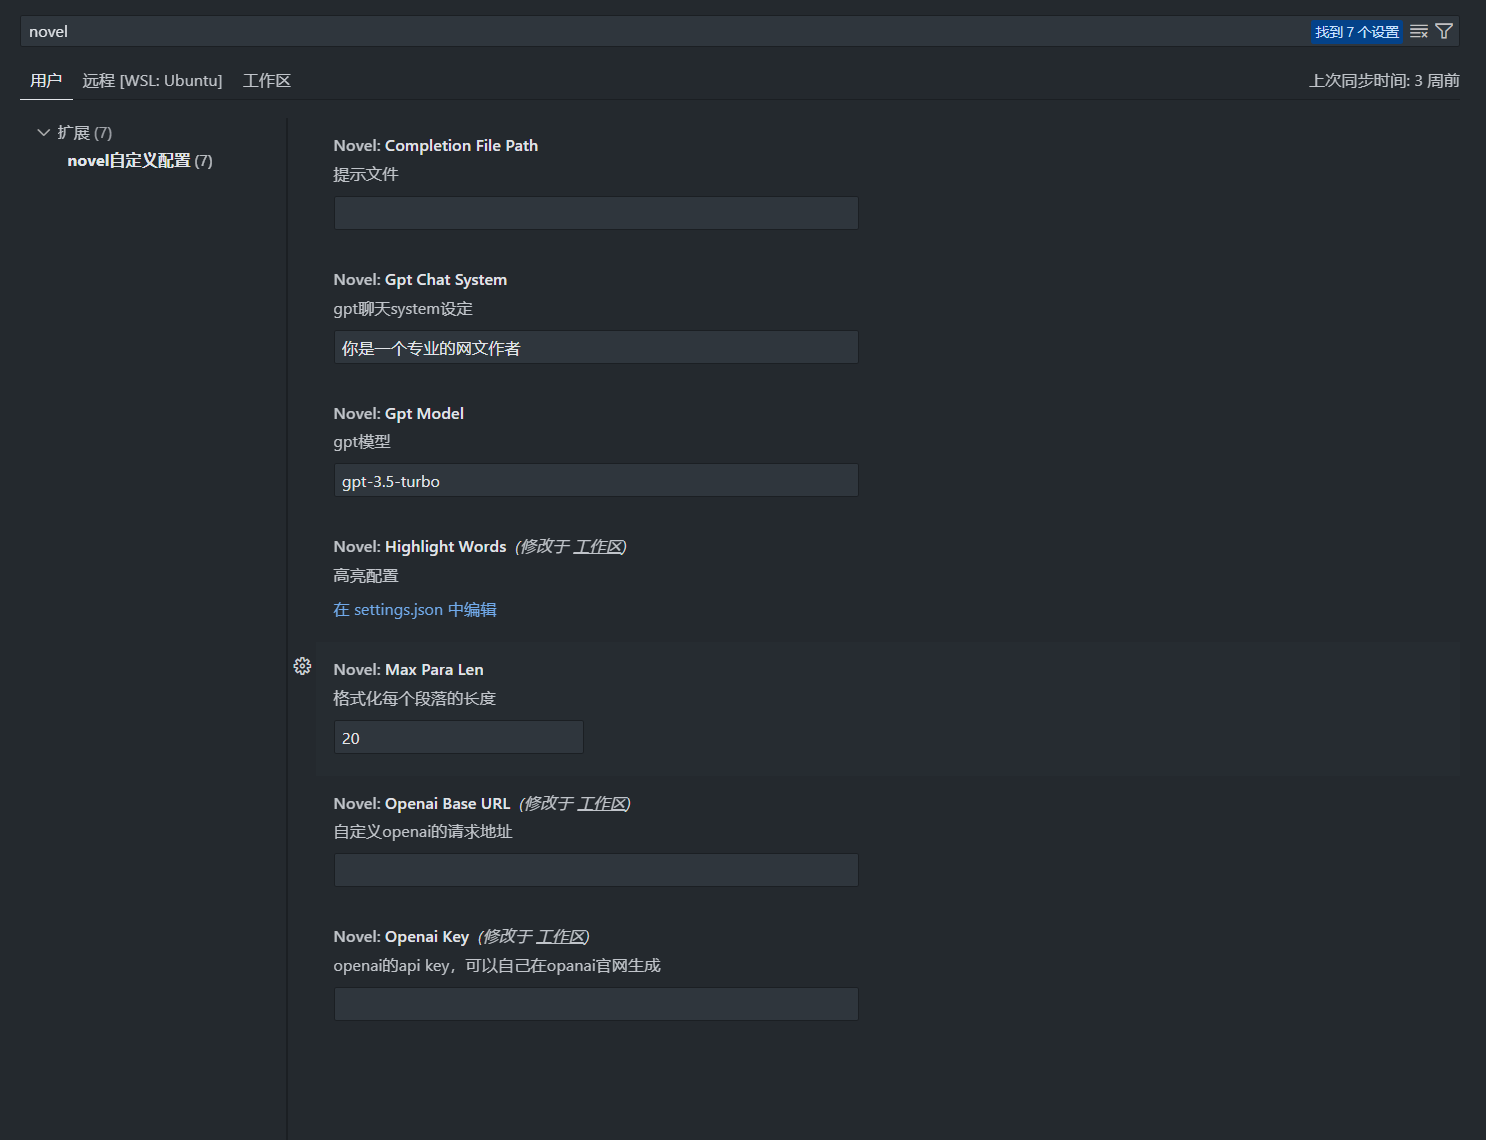 novel
找到 7 个设置
用户 远程 [WSL: Ubuntu] 工作区
上次同步时间: 3 周前
扩展 (7)
novel自定义配置 (7)
Novel: Completion File Path
提示文件
Novel: Gpt Chat System
gpt聊天system设定
你是一个专业的网文作者
Novel: Gpt Model
gpt模型
gpt-3.5-turbo
Novel: Highlight Words (修改于 工作区)
高亮配置
在 settings.json 中编辑
Novel: Max Para Len
格式化每个段落的长度
20
Novel: Openai Base URL (修改于 工作区)
自定义openai的请求地址
Novel: Openai Key (修改于 工作区)
openai的api key，可以自己在opanai官网生成